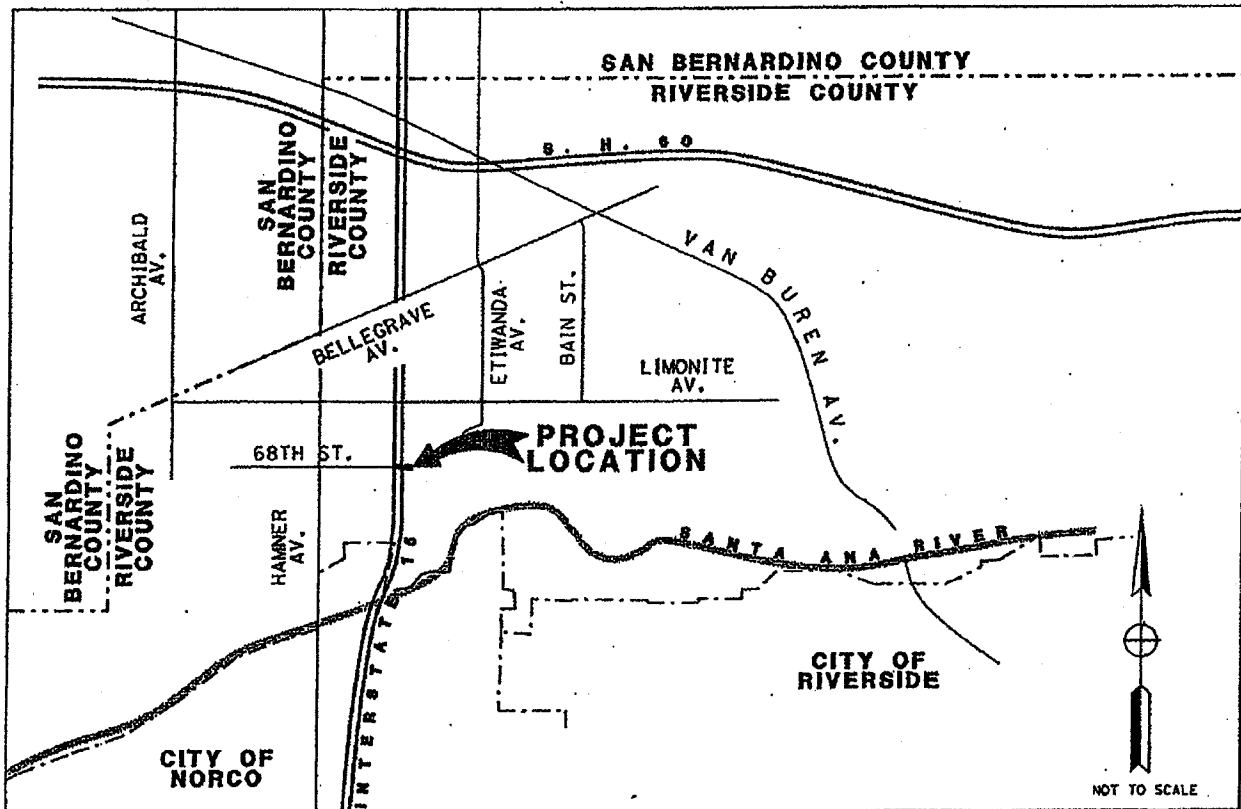 SAN BERNARDINO COUNTY
RIVERSIDE COUNTY
S. H. 60
SAN
BERNARDINO
COUNTY
RIVERSIDE
COUNTY
ARCHIBALD
AV.
BELLEGRAVE
AV.
ETIWANDA
AV.
BAIN ST.
VAN BUREN AV.
LIMONITE
AV.
68TH ST.
PROJECT
LOCATION
SAN
BERNARDINO
COUNTY
RIVERSIDE
COUNTY
HAMNER
AV.
INTERSTATE 15
SANTA ANA RIVER
CITY OF
RIVERSIDE
CITY OF
NORCO
NOT TO SCALE